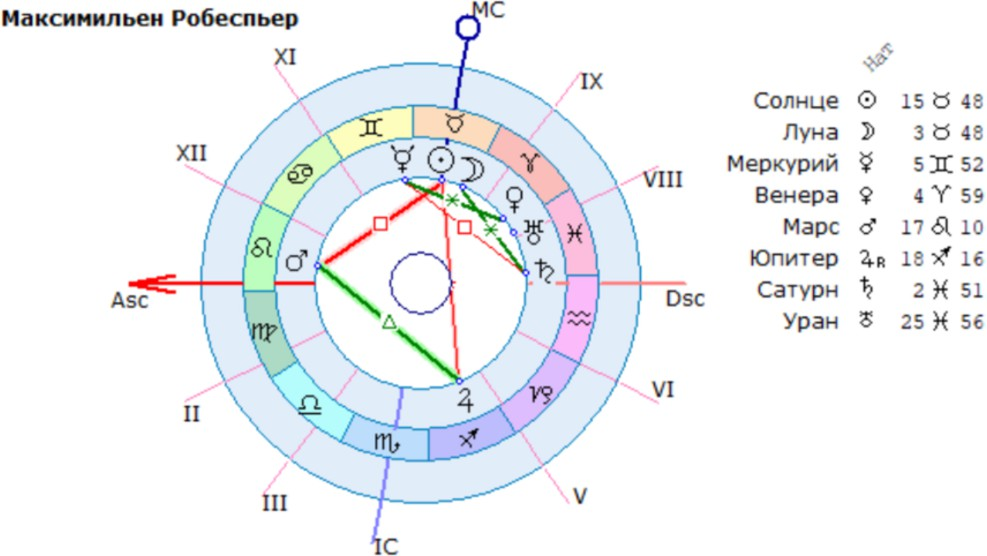 Максимильен Робеспьер
MC
XI
IX
Нат
Солнце ☉ 15 ♉ 48
XII
Луна ☽ 3 ♉ 48
VIII
Меркурий ☿ 5 ♊ 52
Венера ♀ 4 ♈ 59
Марс ♂ 17 ♌ 10
Юпитер ♃R 18 ♐ 16
Asc
Dsc
Сатурн ♄ 2 ♓ 51
Уран ♅ 25 ♓ 56
II
VI
III
V
IC